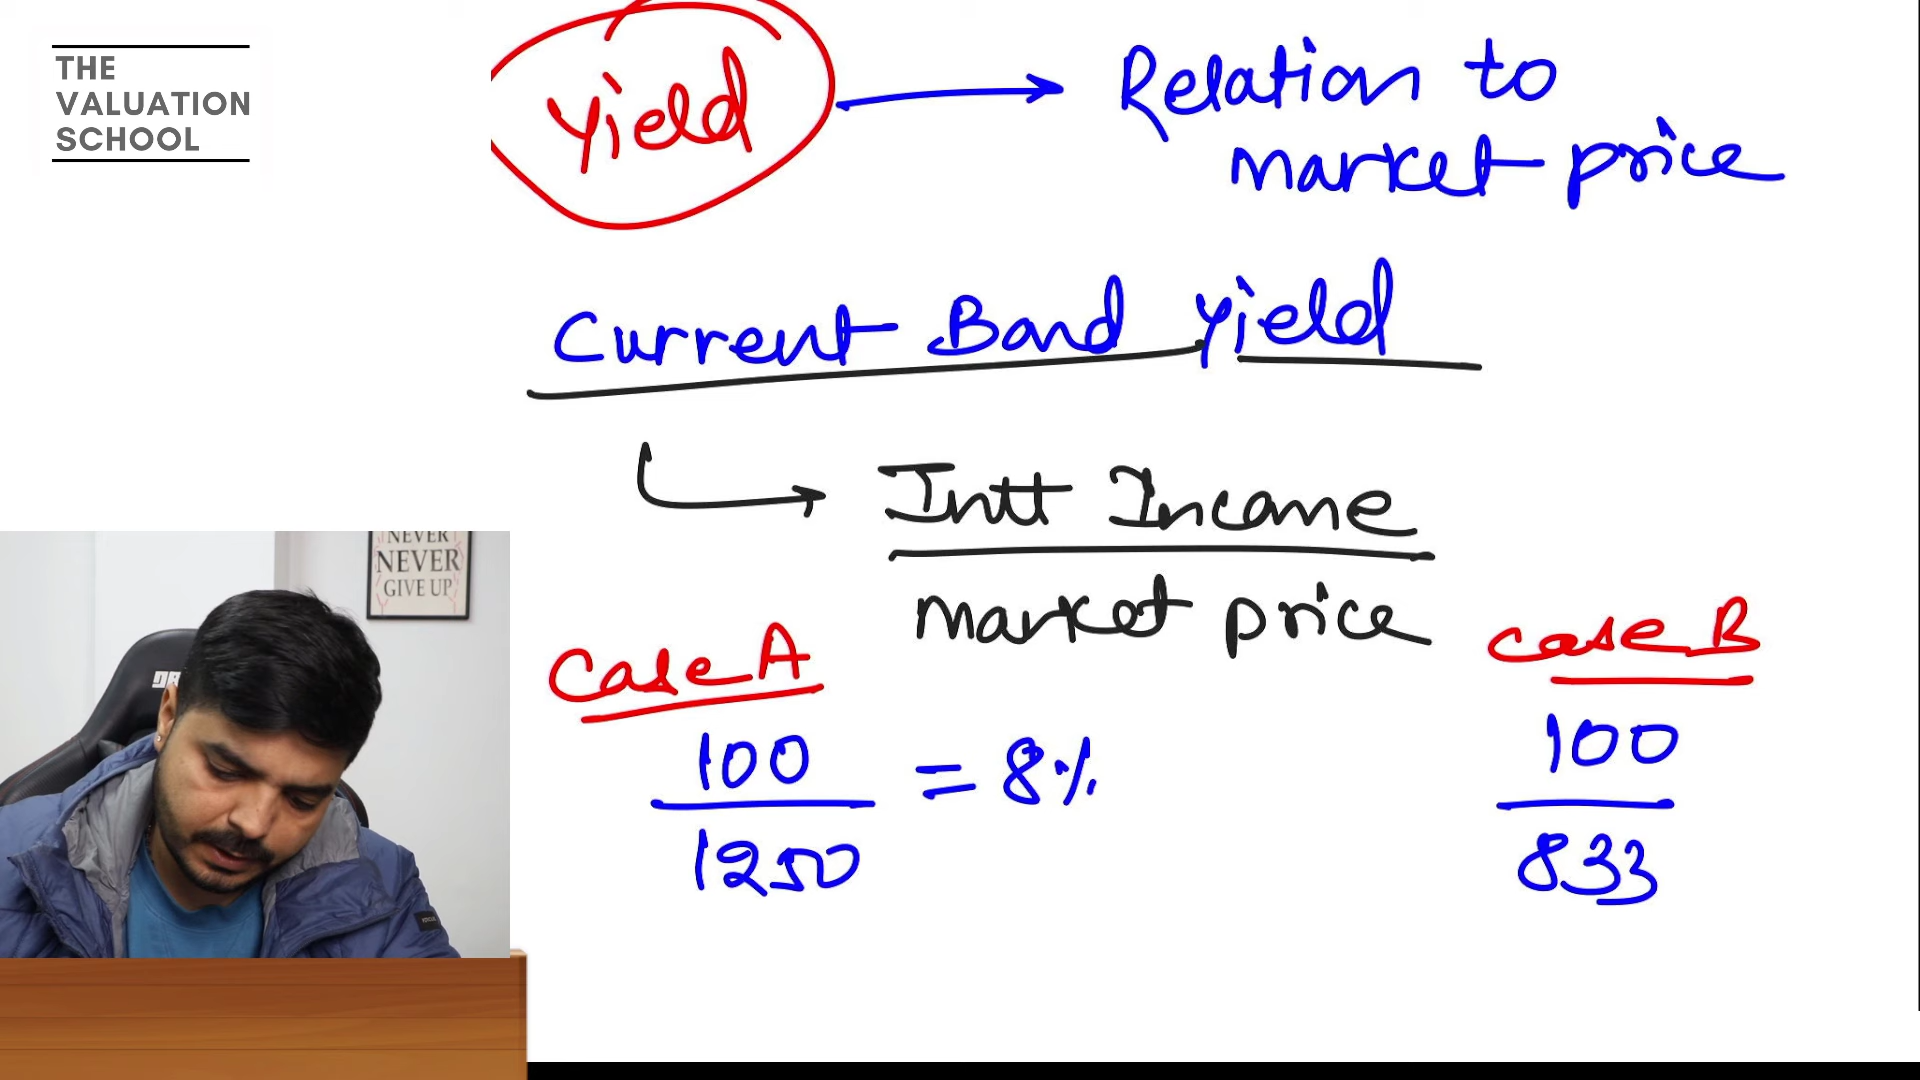 THE
VALUATION
SCHOOL
Yield
Relation to
market price
Current Bond Yield
Intt Income
market price
Case A
100
1250
= 8%
Case B
100
833
NEVER
NEVER
GIVE UP